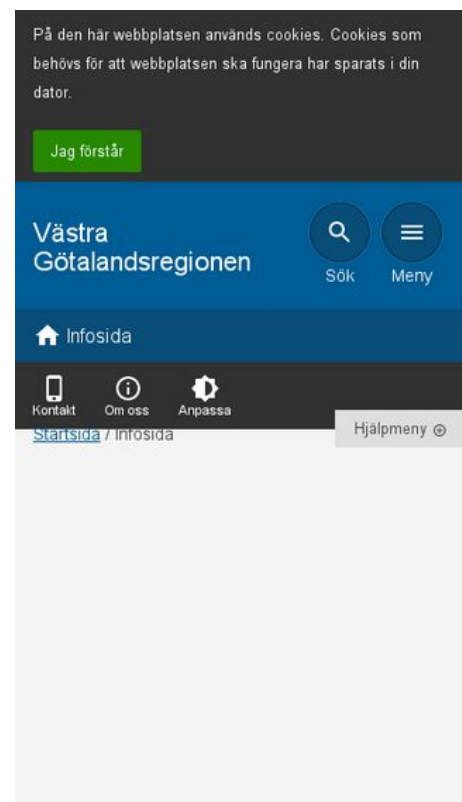 På den här webbplatsen används cookies. Cookies som
behövs för att webbplatsen ska fungera har sparats i din
dator.
Jag förstår
Västra
Götalandsregionen
Sök
Meny
Infosida
Kontakt
Om oss
Anpassa
Startsida / Infosida
Hjälpmeny